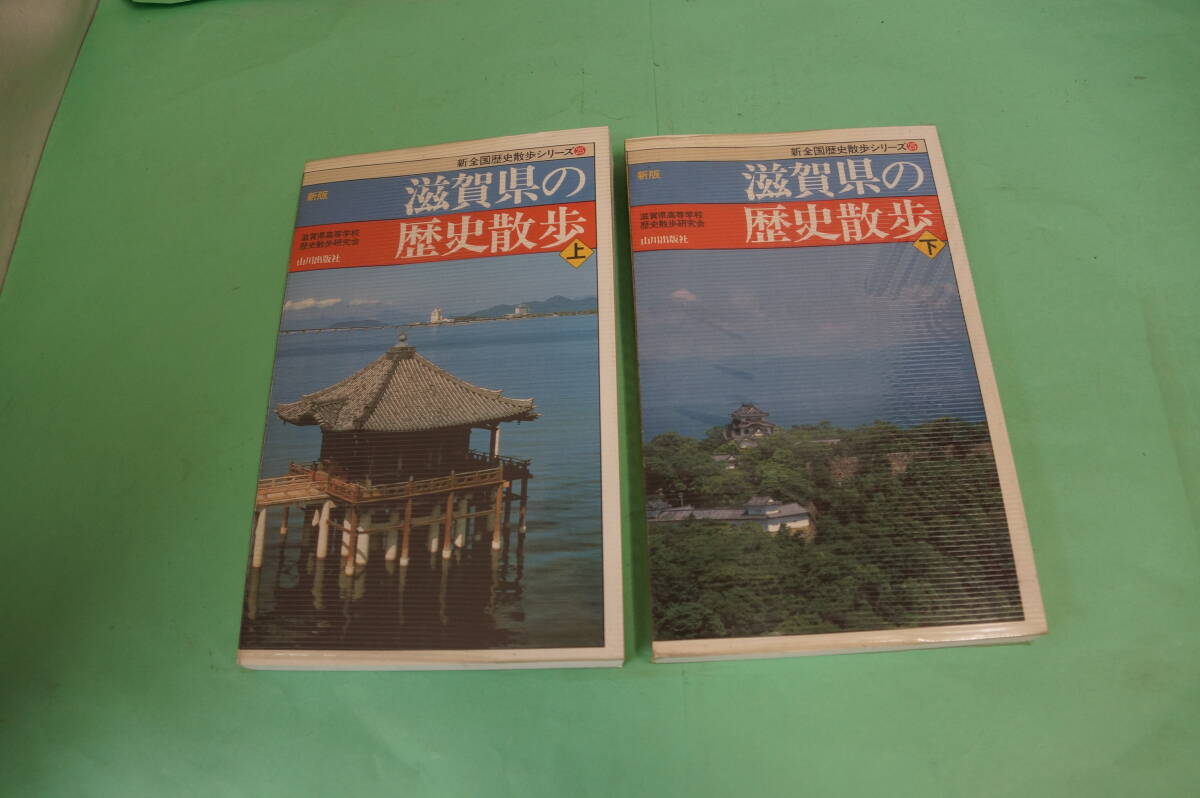 新全国歴史散歩シリーズ25
新版
滋賀県の
歴史散歩
上
滋賀県高等学校
歴史散歩研究会
山川出版社
新全国歴史散歩シリーズ25
新版
滋賀県の
歴史散歩
下
滋賀県高等学校
歴史散歩研究会
山川出版社